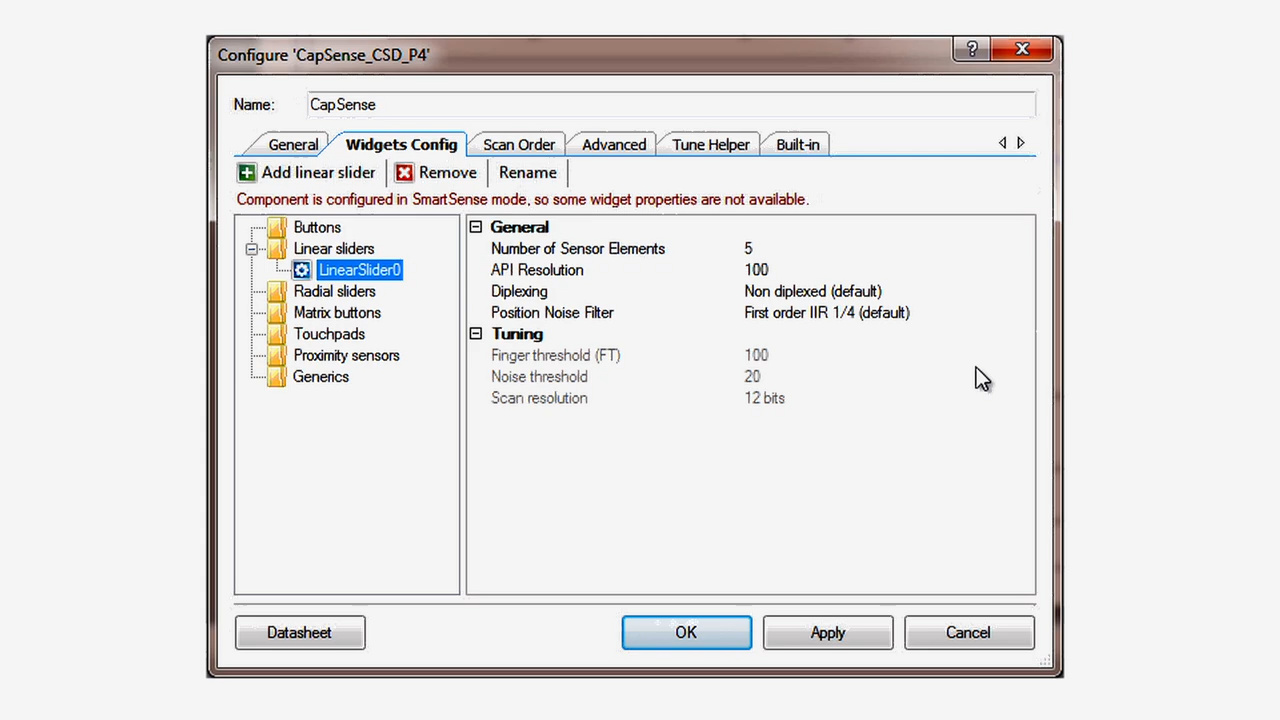 Configure 'CapSense_CSD_P4'
?
Name: CapSense
General Widgets Config Scan Order Advanced Tune Helper Built-in
Add linear slider Remove Rename
Component is configured in SmartSense mode, so some widget properties are not available.
Buttons
Linear sliders
LinearSlider0
Radial sliders
Matrix buttons
Touchpads
Proximity sensors
Generics
General
Number of Sensor Elements 5
API Resolution 100
Diplexing Non diplexed (default)
Position Noise Filter First order IIR 1/4 (default)
Tuning
Finger threshold (FT) 100
Noise threshold 20
Scan resolution 12 bits
Datasheet OK Apply Cancel